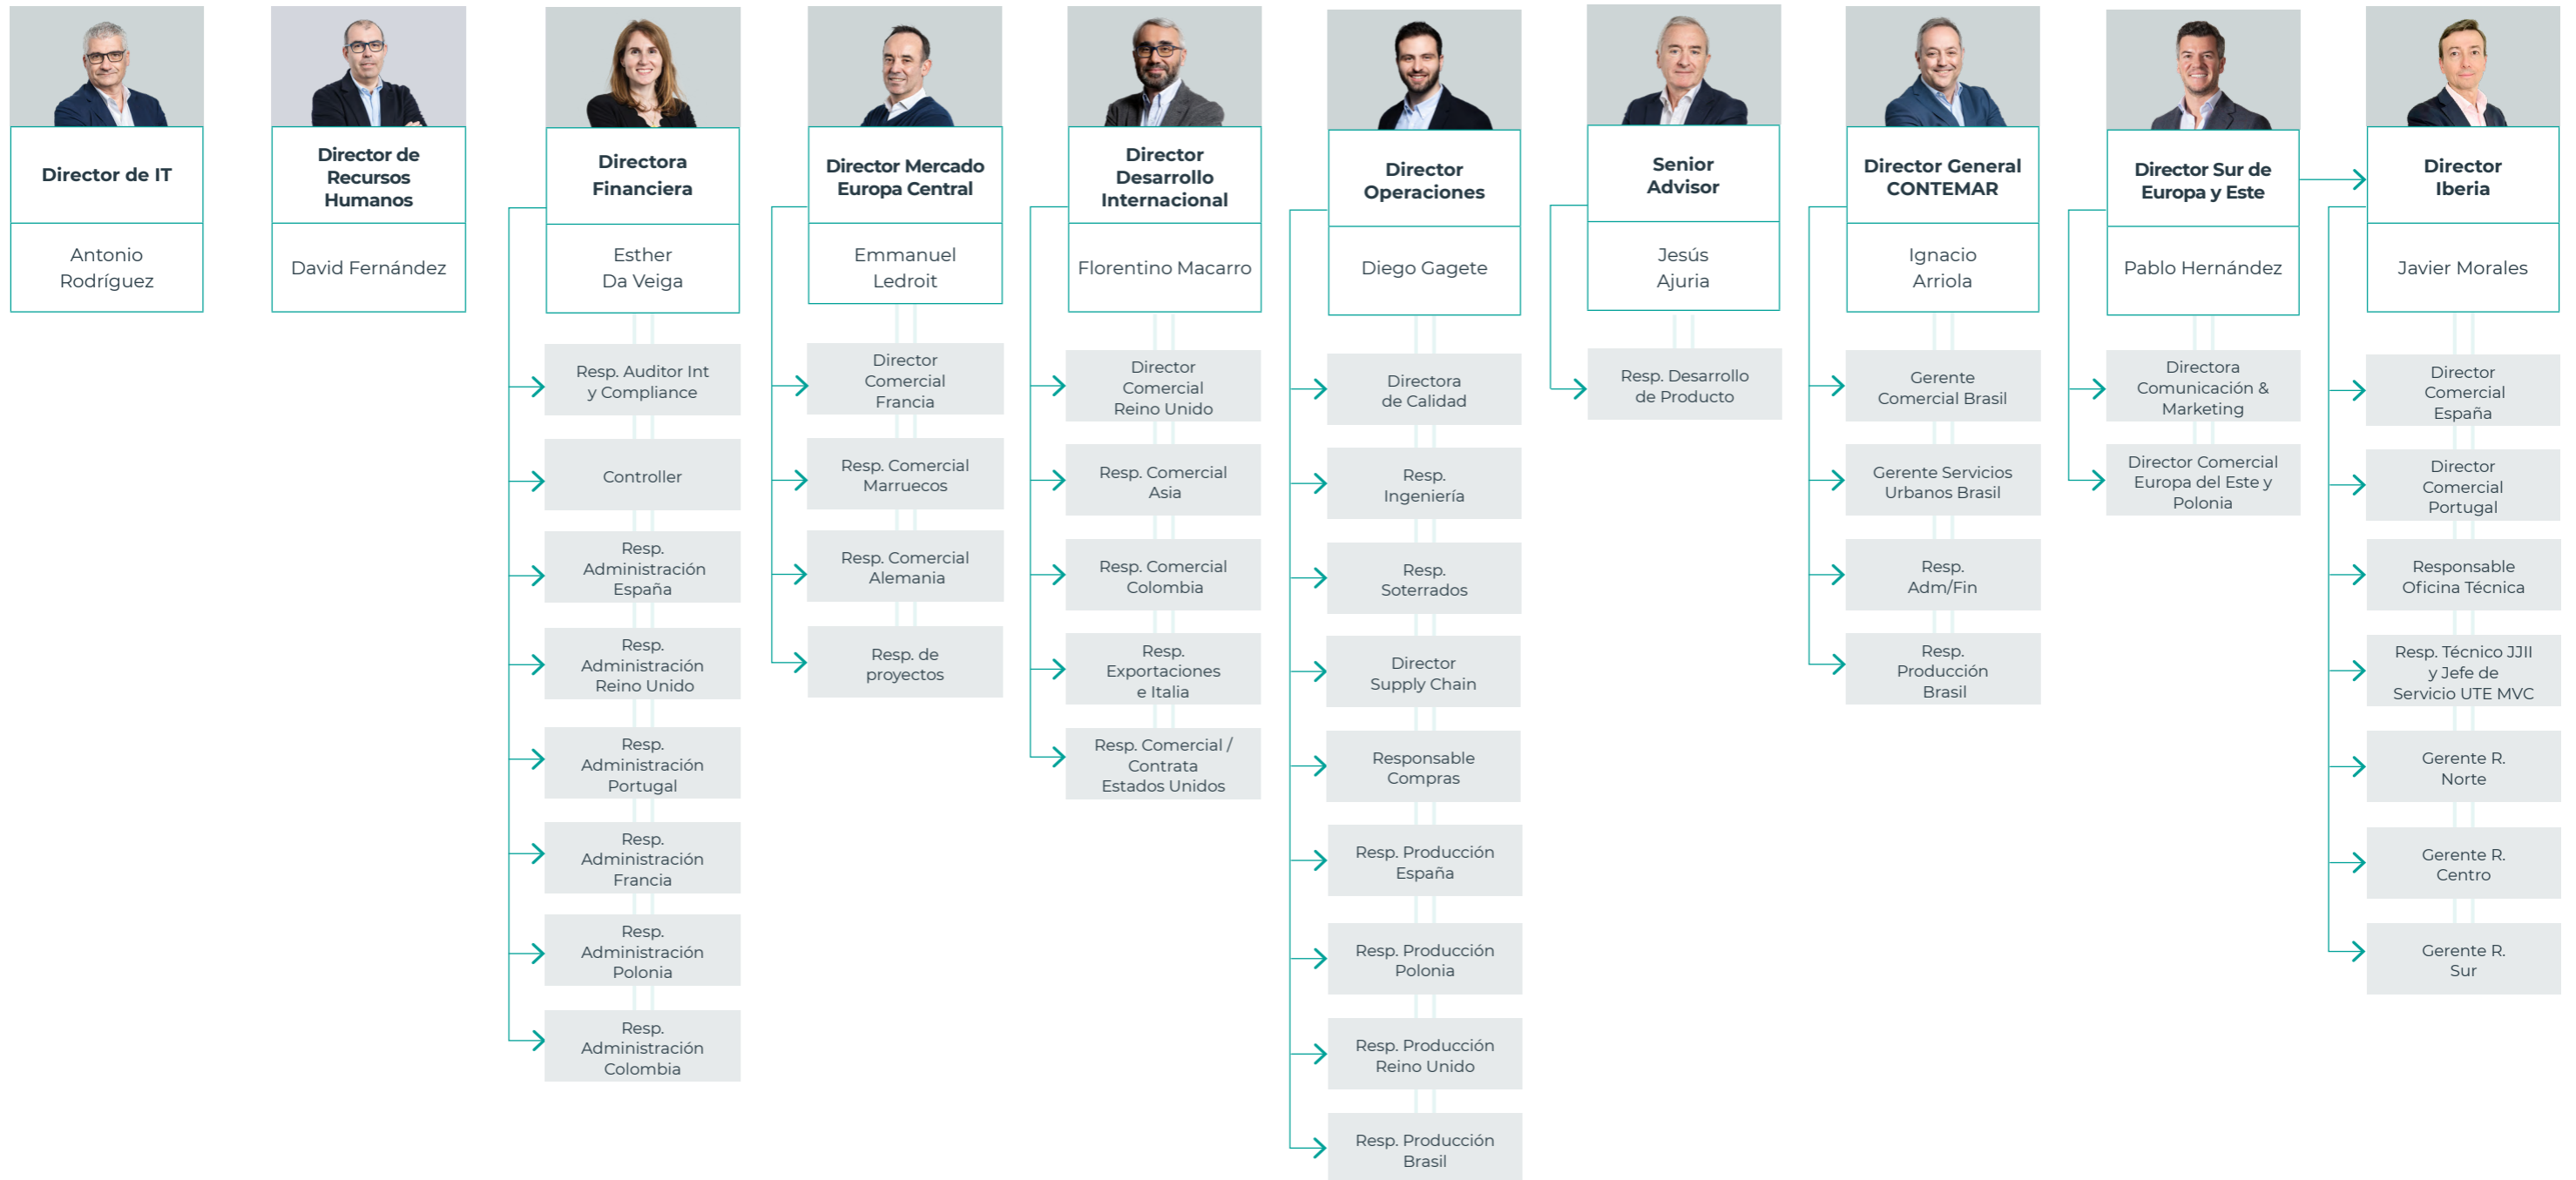 Director de IT
Antonio
Rodríguez
Director de
Recursos
Humanos
David Fernández
Directora
Financiera
Esther
Da Veiga
Resp. Auditor Int
y Compliance
Controller
Resp.
Administración
España
Resp.
Administración
Reino Unido
Resp.
Administración
Portugal
Resp.
Administración
Francia
Resp.
Administración
Polonia
Resp.
Administración
Colombia
Director Mercado
Europa Central
Emmanuel
Ledroit
Director
Comercial
Francia
Resp. Comercial
Marruecos
Resp. Comercial
Alemania
Resp. de
proyectos
Director
Desarrollo
Internacional
Florentino Macarro
Director
Comercial
Reino Unido
Resp. Comercial
Asia
Resp. Comercial
Colombia
Resp.
Exportaciones
e Italia
Resp. Comercial /
Contrata
Estados Unidos
Director
Operaciones
Diego Gagete
Directora
de Calidad
Resp.
Ingeniería
Resp.
Soterrados
Director
Supply Chain
Responsable
Compras
Resp. Producción
España
Resp. Producción
Polonia
Resp. Producción
Reino Unido
Resp. Producción
Brasil
Senior
Advisor
Jesús
Ajuria
Resp. Desarrollo
de Producto
Director General
CONTEMAR
Ignacio
Arriola
Gerente
Comercial Brasil
Gerente Servicios
Urbanos Brasil
Resp.
Adm/Fin
Resp.
Producción
Brasil
Director Sur de
Europa y Este
Pablo Hernández
Directora
Comunicación &
Marketing
Director Comercial
Europa del Este y
Polonia
Director
Iberia
Javier Morales
Director
Comercial
España
Director
Comercial
Portugal
Responsable
Oficina Técnica
Resp. Técnico JJII
y Jefe de
Servicio UTE MVC
Gerente R.
Norte
Gerente R.
Centro
Gerente R.
Sur